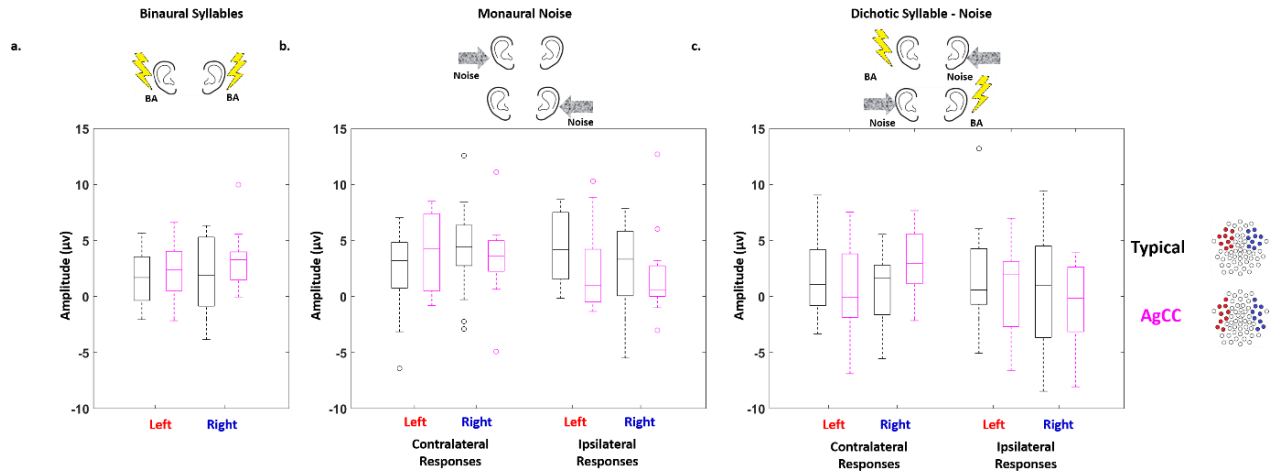 Binaural Syllables
Monaural Noise
Dichotic Syllable - Noise
a.
b.
c.
BA
BA
Noise
Noise
BA
Noise
Noise
BA
15
10
5
0
-5
-10
Amplitude (μv)
Left
Right
15
10
5
0
-5
-10
Amplitude (μv)
Left
Right
Left
Right
Contralateral
Responses
Ipsilateral
Responses
15
10
5
0
-5
-10
Amplitude (μv)
Left
Right
Left
Right
Contralateral
Responses
Ipsilateral
Responses
Typical
AgCC